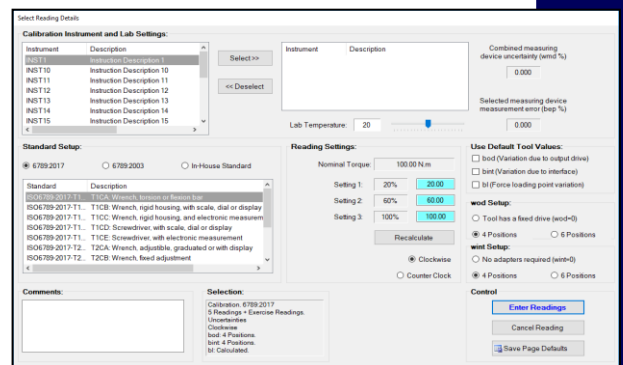 Select Reading Details
Calibration Instrument and Lab Settings:
Instrument Description
INST1 Instruction Description 1
INST10 Instruction Description 10
INST11 Instruction Description 11
INST12 Instruction Description 12
INST13 Instruction Description 13
INST14 Instruction Description 14
INST15 Instruction Description 15
Select>>
<< Deselect
Instrument Description
Lab Temperature: 20
Combined measuring
device uncertainty (wmd %)
0.000
Selected measuring device
measurement error (bep %)
0.000
Standard Setup:
6789:2017 6789:2003 In-House Standard
Standard Description
ISO6789-2017-T1... T1CA: Wrench, torsion or flexion bar
ISO6789-2017-T1... T1CB: Wrench, rigid housing, with scale, dial or display
ISO6789-2017-T1... T1CC: Wrench, rigid housing, and electronic measurem
ISO6789-2017-T1... T1CD: Screwdriver, with scale, dial or display
ISO6789-2017-T1... T1CE: Screwdriver, with electronic measurement
ISO6789-2017-T2... T2CA: Wrench, adjustible, graduated or with display
ISO6789-2017-T2... T2CB: Wrench, fixed adjustment
Reading Settings:
Nominal Torque: 100.00 N.m
Setting 1: 20% 20.00
Setting 2: 60% 60.00
Setting 3: 100% 100.00
Recalculate
Clockwise
Counter Clock
Use Default Tool Values:
bod (Variation due to output drive)
bint (Variation due to interface)
bl (Force loading point variation)
wod Setup:
Tool has a fixed drive (wod=0)
4 Positions 6 Positions
wint Setup:
No adapters required (wint=0)
4 Positions 6 Positions
Comments:
Selection:
Calibration. 6789:2017
5 Readings + Exercise Readings.
Uncertainties
Clockwise
bod: 4 Positions.
bint: 4 Positions.
bl: Calculated.
Control
Enter Readings
Cancel Reading
Save Page Defaults